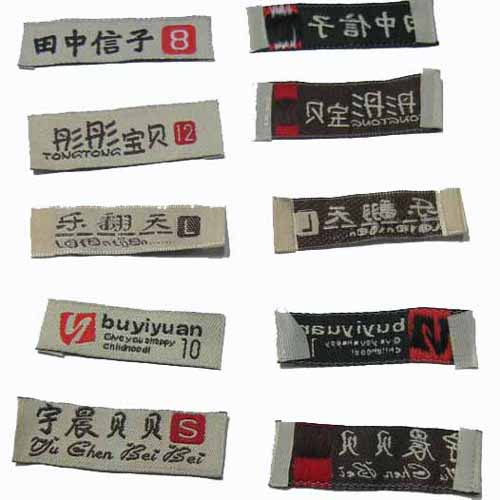 田中信子 8
彤彤宝贝 12
TONGTONG
乐翻天 L
buyiyuan
Give you a happy
childhood! 10
宇晨贝贝 S
Yu Chen Bei Bei